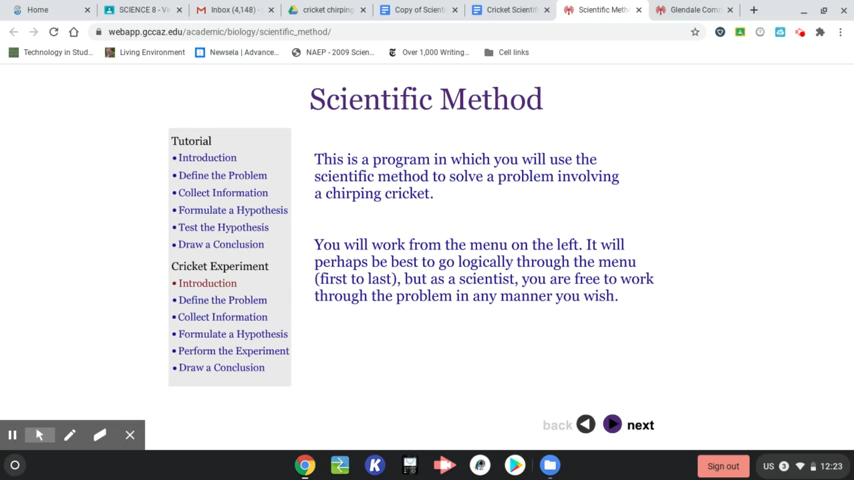 Home
SCIENCE 8 - Vi
Inbox (4,148) -
cricket chirping
Copy of Scienti
Cricket Scientifi
Scientific Meth
Glendale Com
webapp.gccaz.edu/academic/biology/scientific_method/
Technology in Stud...
Living Environment
Newsela | Advance...
NAEP - 2009 Scien...
Over 1,000 Writing...
Cell links
Scientific Method
Tutorial
• Introduction
• Define the Problem
• Collect Information
• Formulate a Hypothesis
• Test the Hypothesis
• Draw a Conclusion
Cricket Experiment
• Introduction
• Define the Problem
• Collect Information
• Formulate a Hypothesis
• Perform the Experiment
• Draw a Conclusion
This is a program in which you will use the
scientific method to solve a problem involving
a chirping cricket.
You will work from the menu on the left. It will
perhaps be best to go logically through the menu
(first to last), but as a scientist, you are free to work
through the problem in any manner you wish.
back
next
Sign out
US
3
12:23